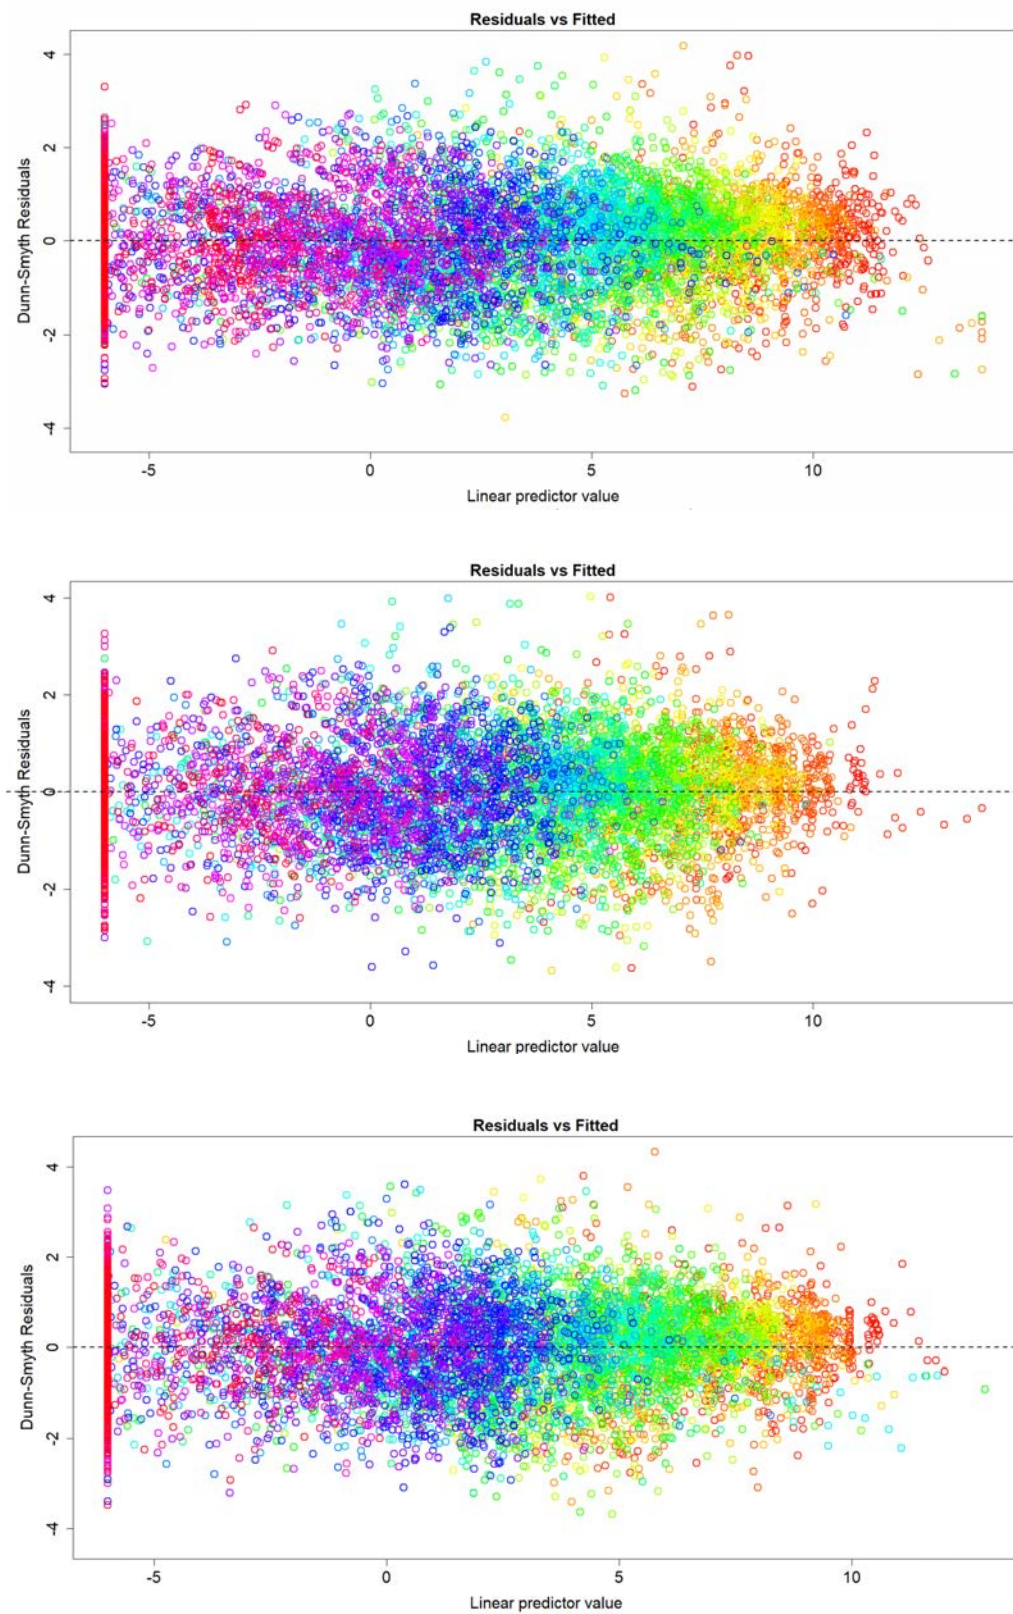 Residuals vs Fitted
4
2
0
-2
-4
Dunn-Smyth Residuals
-5 0 5 10
Linear predictor value
Residuals vs Fitted
4
2
0
-2
-4
Dunn-Smyth Residuals
-5 0 5 10
Linear predictor value
Residuals vs Fitted
4
2
0
-2
-4
Dunn-Smyth Residuals
-5 0 5 10
Linear predictor value